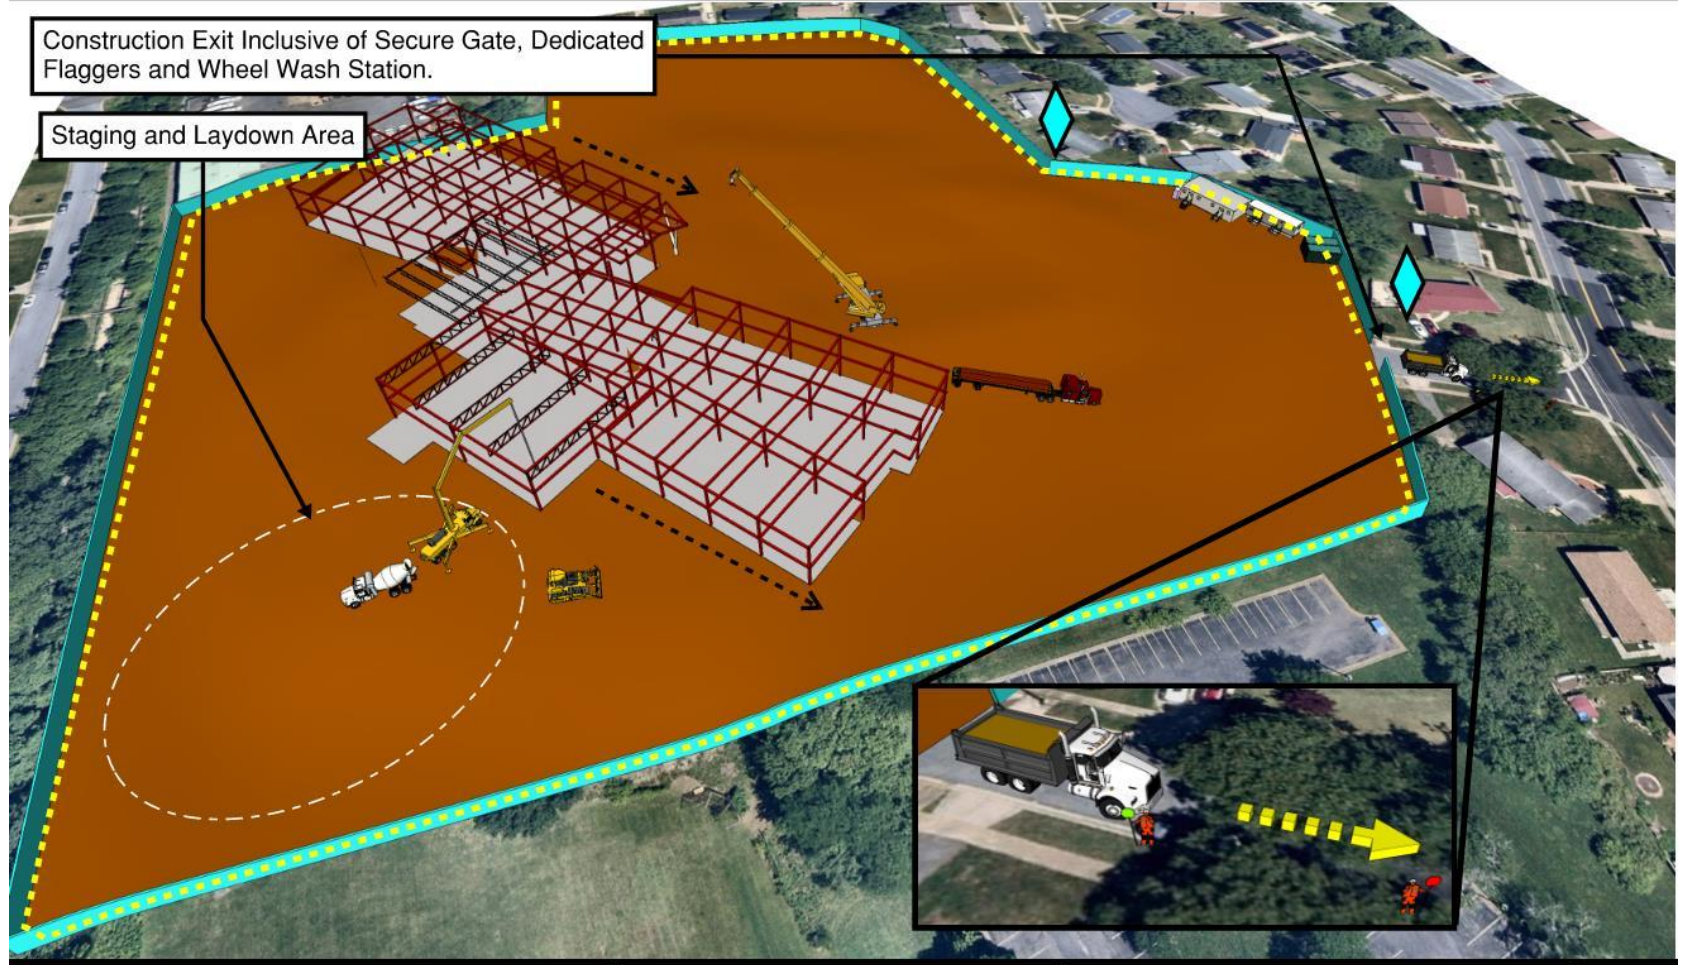 Construction Exit Inclusive of Secure Gate, Dedicated
Flaggers and Wheel Wash Station.
Staging and Laydown Area